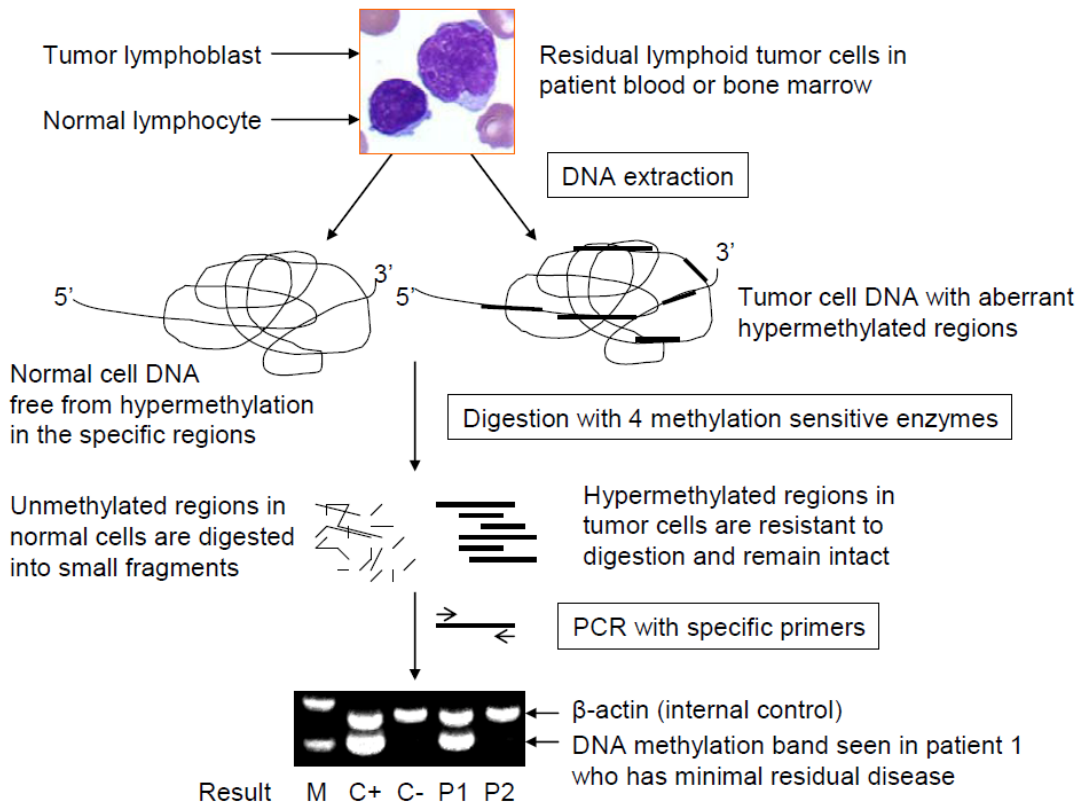 Tumor lymphoblast
Normal lymphocyte
Residual lymphoid tumor cells in
patient blood or bone marrow
DNA extraction
5’
3’
5’
3’
Normal cell DNA
free from hypermethylation
in the specific regions
Tumor cell DNA with aberrant
hypermethylated regions
Digestion with 4 methylation sensitive enzymes
Unmethylated regions in
normal cells are digested
into small fragments
Hypermethylated regions in
tumor cells are resistant to
digestion and remain intact
PCR with specific primers
β-actin (internal control)
DNA methylation band seen in patient 1
who has minimal residual disease
Result M C+ C- P1 P2